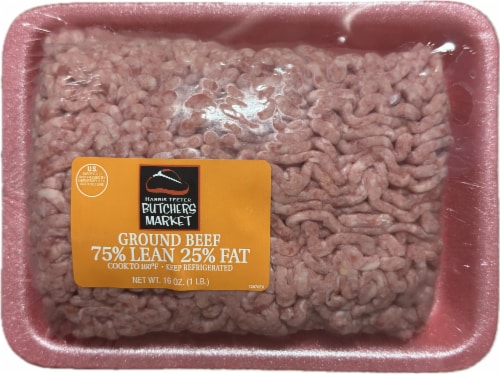 U.S.
HARRIS TEETER
BUTCHERS
MARKET
GROUND BEEF
75% LEAN 25% FAT
COOK TO 160°F • KEEP REFRIGERATED
NET WT. 16 OZ. (1 LB.)